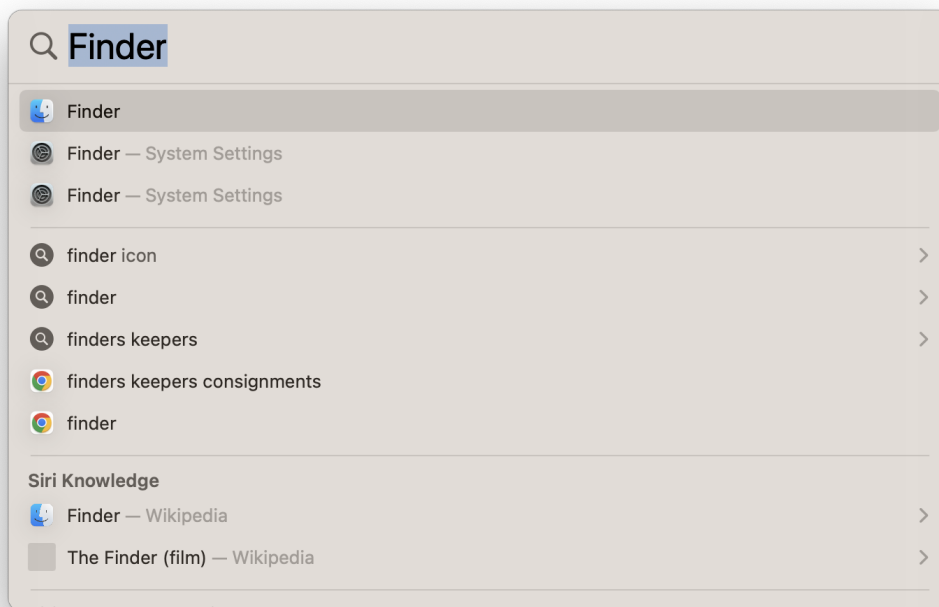 Finder
Finder
Finder — System Settings
Finder — System Settings
finder icon
finder
finders keepers
finders keepers consignments
finder
Siri Knowledge
Finder — Wikipedia
The Finder (film) — Wikipedia